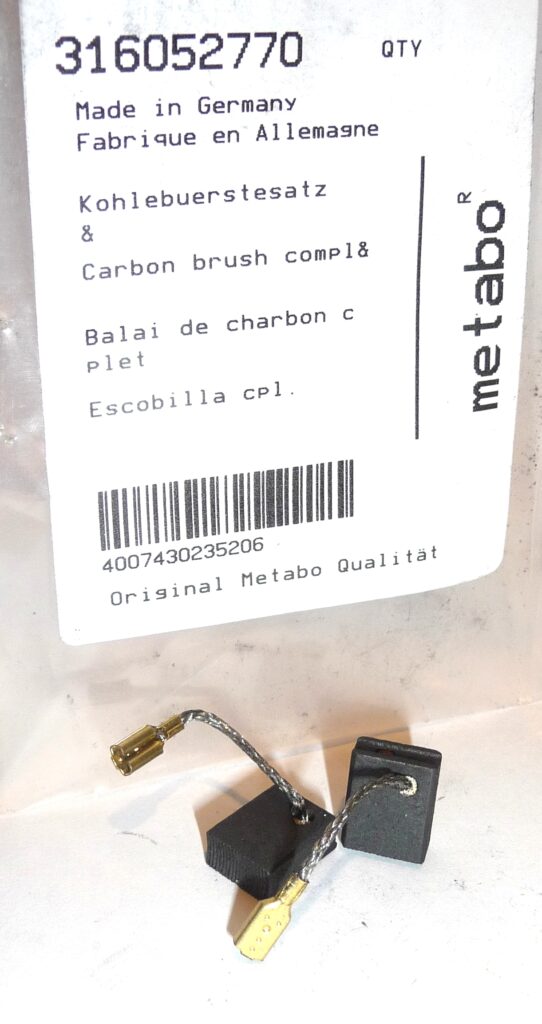 316052770 QTY
Made in Germany
Fabrique en Allemagne
Kohlebuerstesatz
&
Carbon brush compl&
Balai de charbon c
plet
Escobilla cpl.
metabo R
4007430235206
Original Metabo Qualität